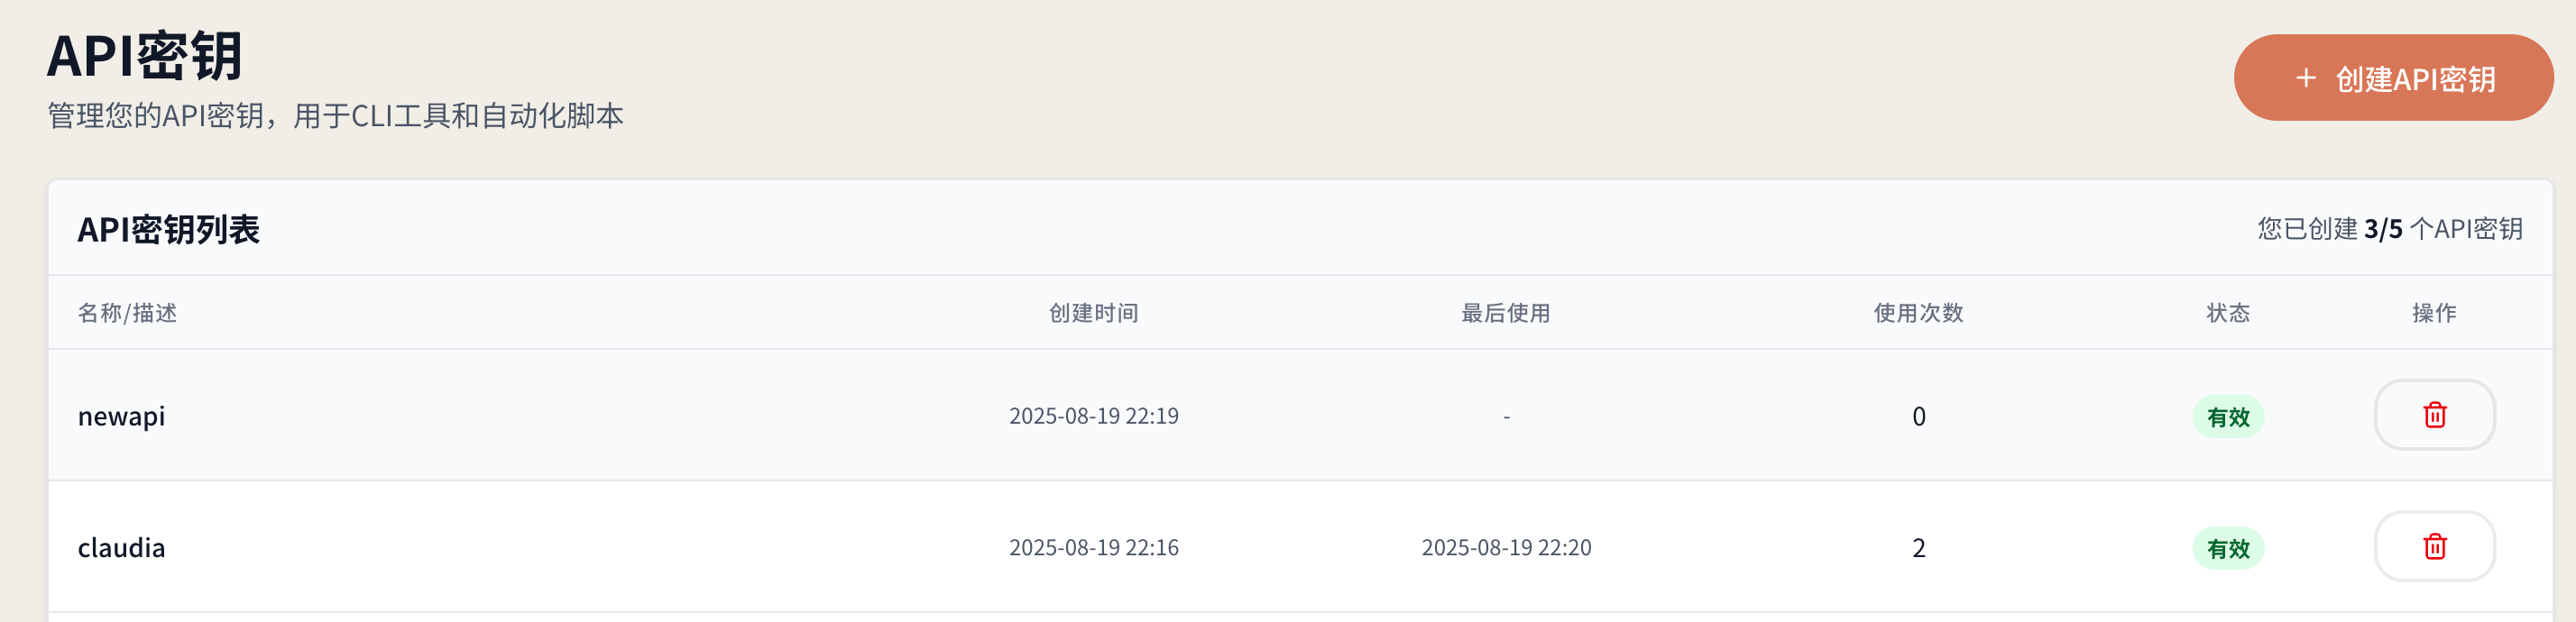 API密钥
管理您的API密钥，用于CLI工具和自动化脚本
+ 创建API密钥
API密钥列表
您已创建 3/5 个API密钥
名称/描述 创建时间 最后使用 使用次数 状态 操作
newapi 2025-08-19 22:19 - 0 有效
claudia 2025-08-19 22:16 2025-08-19 22:20 2 有效